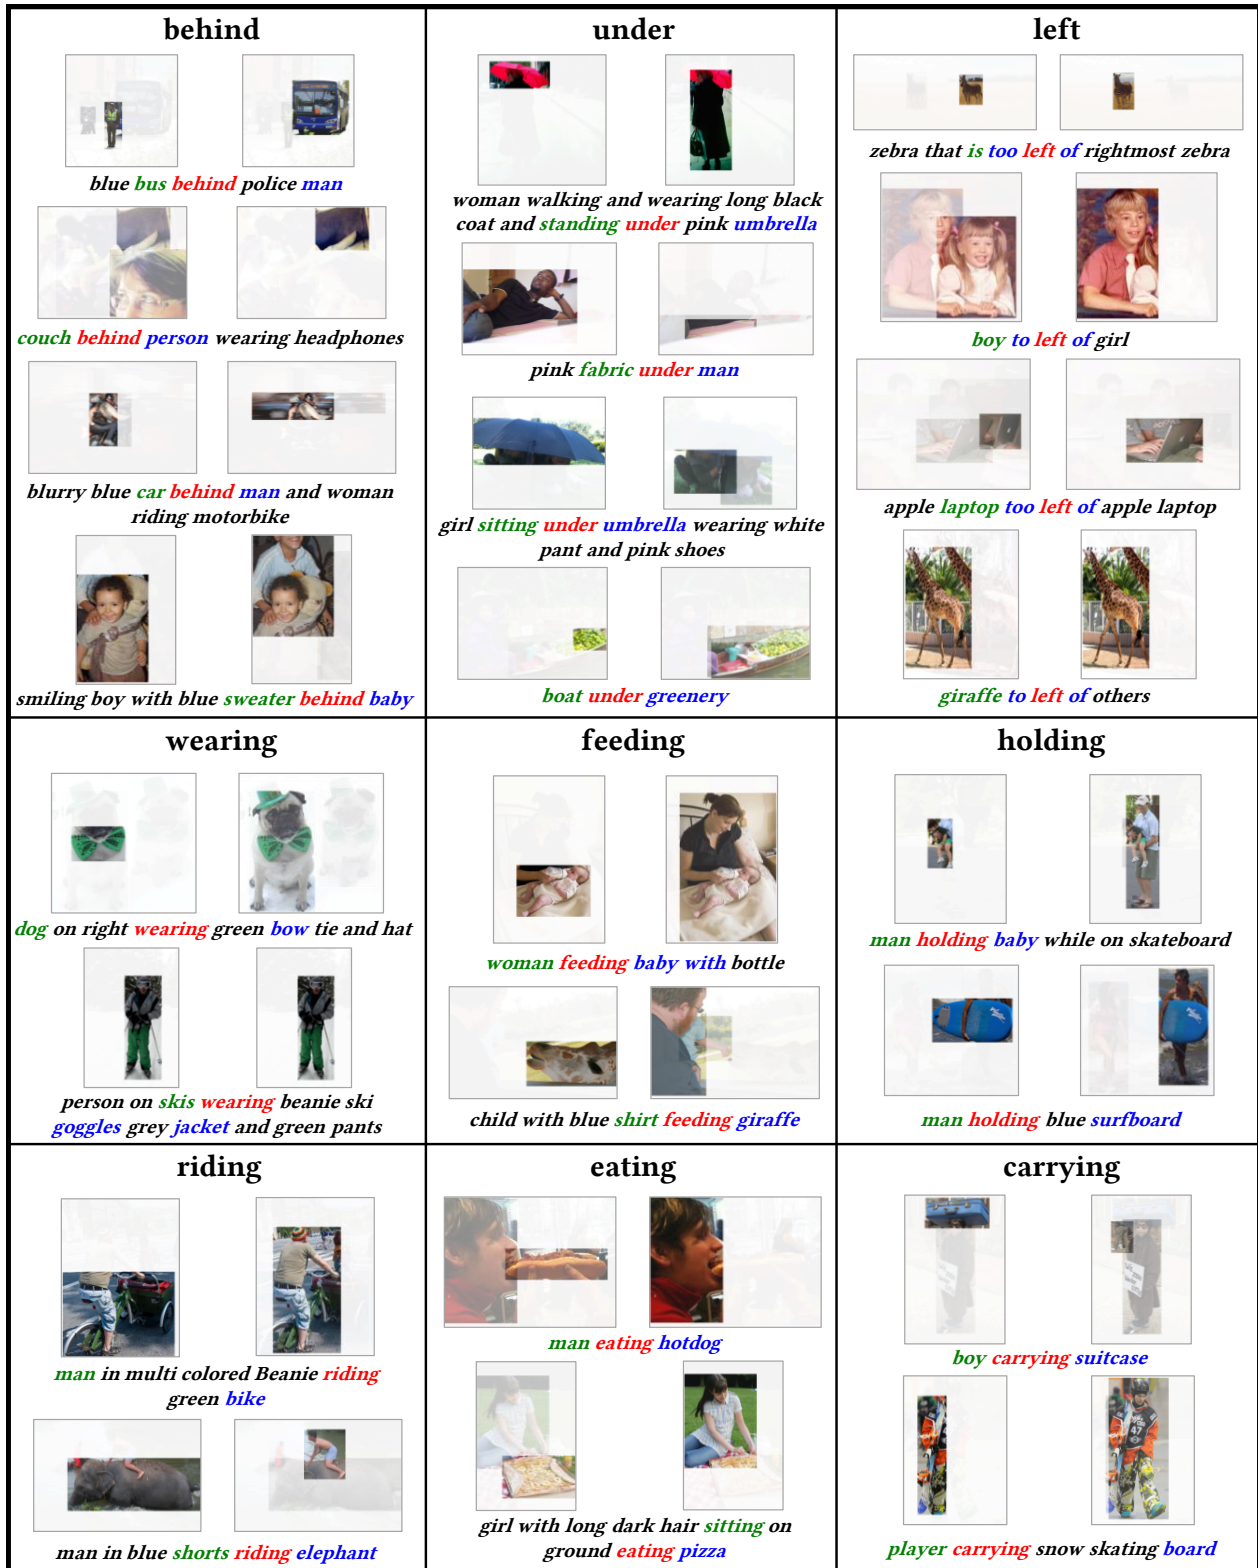 behind
blue bus behind police man
couch behind person wearing headphones
blurry blue car behind man and woman
riding motorbike
smiling boy with blue sweater behind baby
under
woman walking and wearing long black
coat and standing under pink umbrella
pink fabric under man
girl sitting under umbrella wearing white
pant and pink shoes
boat under greenery
left
zebra that is too left of rightmost zebra
boy to left of girl
apple laptop too left of apple laptop
giraffe to left of others
wearing
dog on right wearing green bow tie and hat
person on skis wearing beanie ski
goggles grey jacket and green pants
feeding
woman feeding baby with bottle
child with blue shirt feeding giraffe
holding
man holding baby while on skateboard
man holding blue surfboard
riding
man in multi colored Beanie riding
green bike
man in blue shorts riding elephant
eating
man eating hotdog
girl with long dark hair sitting on
ground eating pizza
carrying
boy carrying suitcase
47
player carrying snow skating board